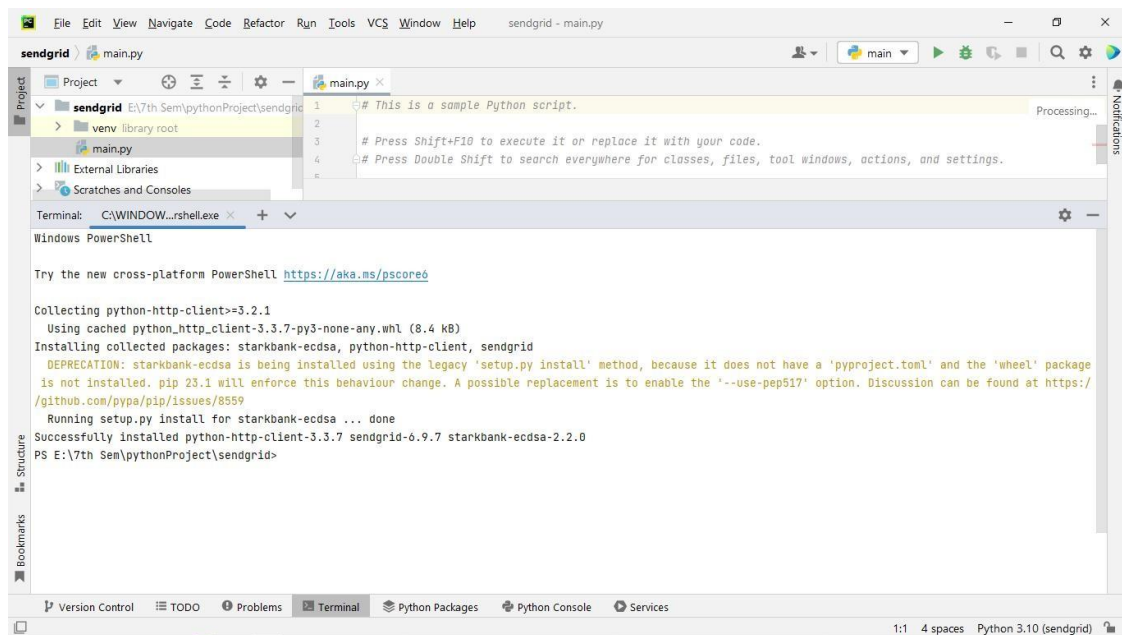 File Edit View Navigate Code Refactor Run Tools VCS Window Help sendgrid - main.py
sendgrid main.py main
Project main.py
sendgrid E:\7th Sem\pythonProject\sendgrid
venv library root
main.py
External Libraries
Scratches and Consoles
1 # This is a sample Python script.
2
3 # Press Shift+F10 to execute it or replace it with your code.
4 # Press Double Shift to search everywhere for classes, files, tool windows, actions, and settings.
Processing...
Project
Notifications
Terminal: C:\WINDOW...rshell.exe
Windows PowerShell
Try the new cross-platform PowerShell https://aka.ms/pscore6
Collecting python-http-client>=3.2.1
Using cached python_http_client-3.3.7-py3-none-any.whl (8.4 kB)
Installing collected packages: starkbank-ecdsa, python-http-client, sendgrid
DEPRECATION: starkbank-ecdsa is being installed using the legacy 'setup.py install' method, because it does not have a 'pyproject.toml' and the 'wheel' package
is not installed. pip 23.1 will enforce this behaviour change. A possible replacement is to enable the '--use-pep517' option. Discussion can be found at https:/
/github.com/pypa/pip/issues/8559
Running setup.py install for starkbank-ecdsa ... done
Successfully installed python-http-client-3.3.7 sendgrid-6.9.7 starkbank-ecdsa-2.2.0
PS E:\7th Sem\pythonProject\sendgrid>
Structure
Bookmarks
Version Control TODO Problems Terminal Python Packages Python Console Services
1:1 4 spaces Python 3.10 (sendgrid)